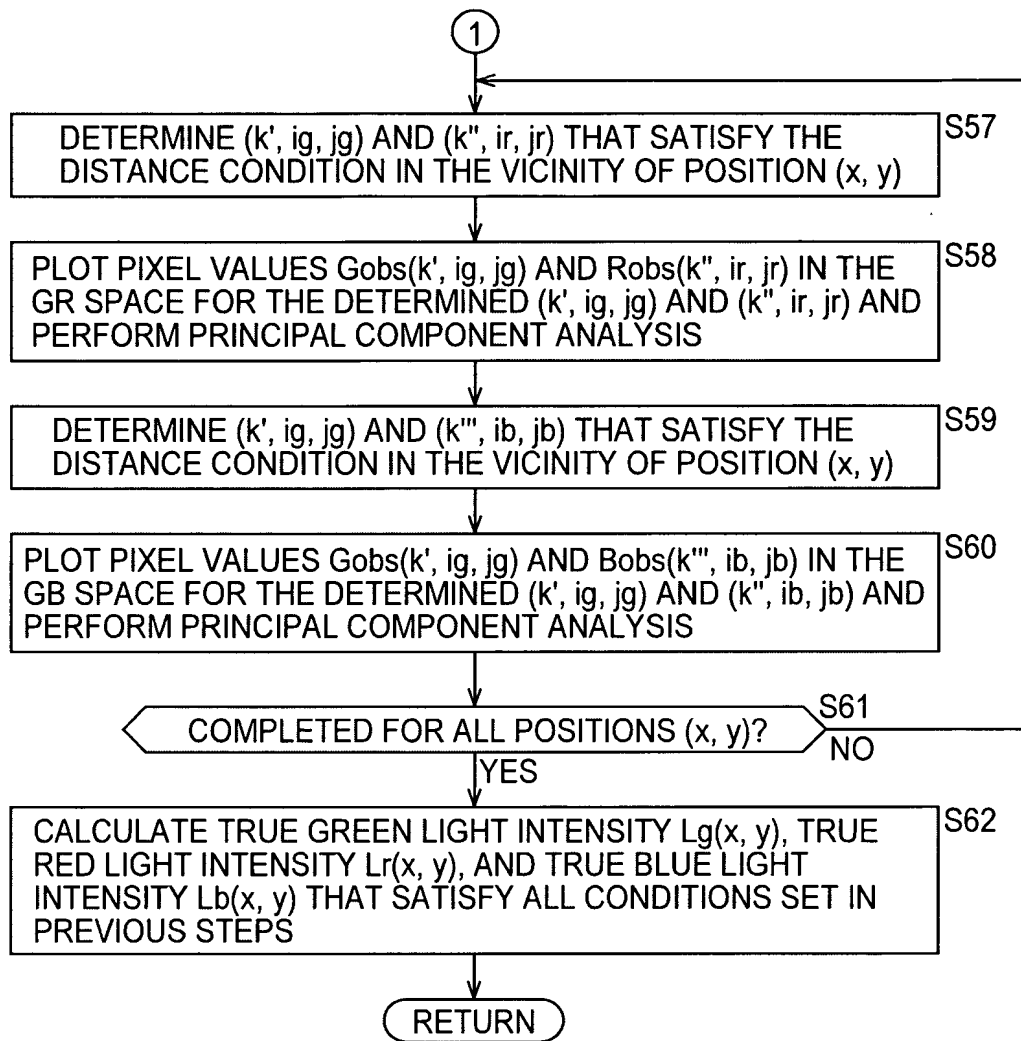 1
DETERMINE (k', ig, jg) AND (k", ir, jr) THAT SATISFY THE
DISTANCE CONDITION IN THE VICINITY OF POSITION (x, y)
S57
PLOT PIXEL VALUES Gobs(k', ig, jg) AND Robs(k", ir, jr) IN THE
GR SPACE FOR THE DETERMINED (k', ig, jg) AND (k", ir, jr) AND
PERFORM PRINCIPAL COMPONENT ANALYSIS
S58
DETERMINE (k', ig, jg) AND (k"', ib, jb) THAT SATISFY THE
DISTANCE CONDITION IN THE VICINITY OF POSITION (x, y)
S59
PLOT PIXEL VALUES Gobs(k', ig, jg) AND Bobs(k"', ib, jb) IN THE
GB SPACE FOR THE DETERMINED (k', ig, jg) AND (k", ib, jb) AND
PERFORM PRINCIPAL COMPONENT ANALYSIS
S60
COMPLETED FOR ALL POSITIONS (x, y)?
S61
NO
YES
CALCULATE TRUE GREEN LIGHT INTENSITY Lg(x, y), TRUE
RED LIGHT INTENSITY Lr(x, y), AND TRUE BLUE LIGHT
INTENSITY Lb(x, y) THAT SATISFY ALL CONDITIONS SET IN
PREVIOUS STEPS
S62
RETURN